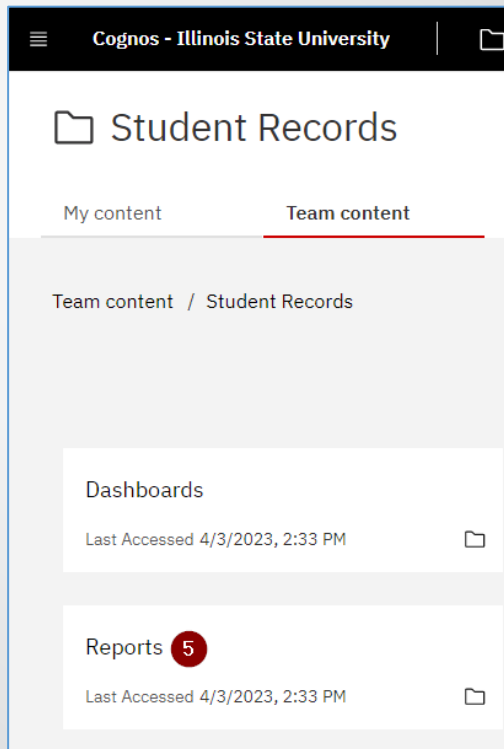 Cognos - Illinois State University
Student Records
My content Team content
Team content / Student Records
Dashboards
Last Accessed 4/3/2023, 2:33 PM
Reports 5
Last Accessed 4/3/2023, 2:33 PM